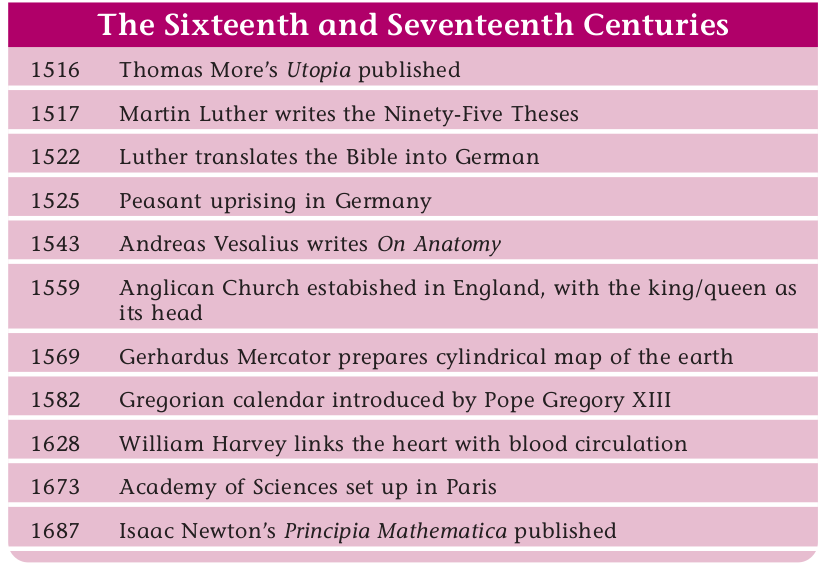 The Sixteenth and Seventeenth Centuries
1516 Thomas More's Utopia published
1517 Martin Luther writes the Ninety-Five Theses
1522 Luther translates the Bible into German
1525 Peasant uprising in Germany
1543 Andreas Vesalius writes On Anatomy
1559 Anglican Church estabished in England, with the king/queen as
its head
1569 Gerhardus Mercator prepares cylindrical map of the earth
1582 Gregorian calendar introduced by Pope Gregory XIII
1628 William Harvey links the heart with blood circulation
1673 Academy of Sciences set up in Paris
1687 Isaac Newton's Principia Mathematica published